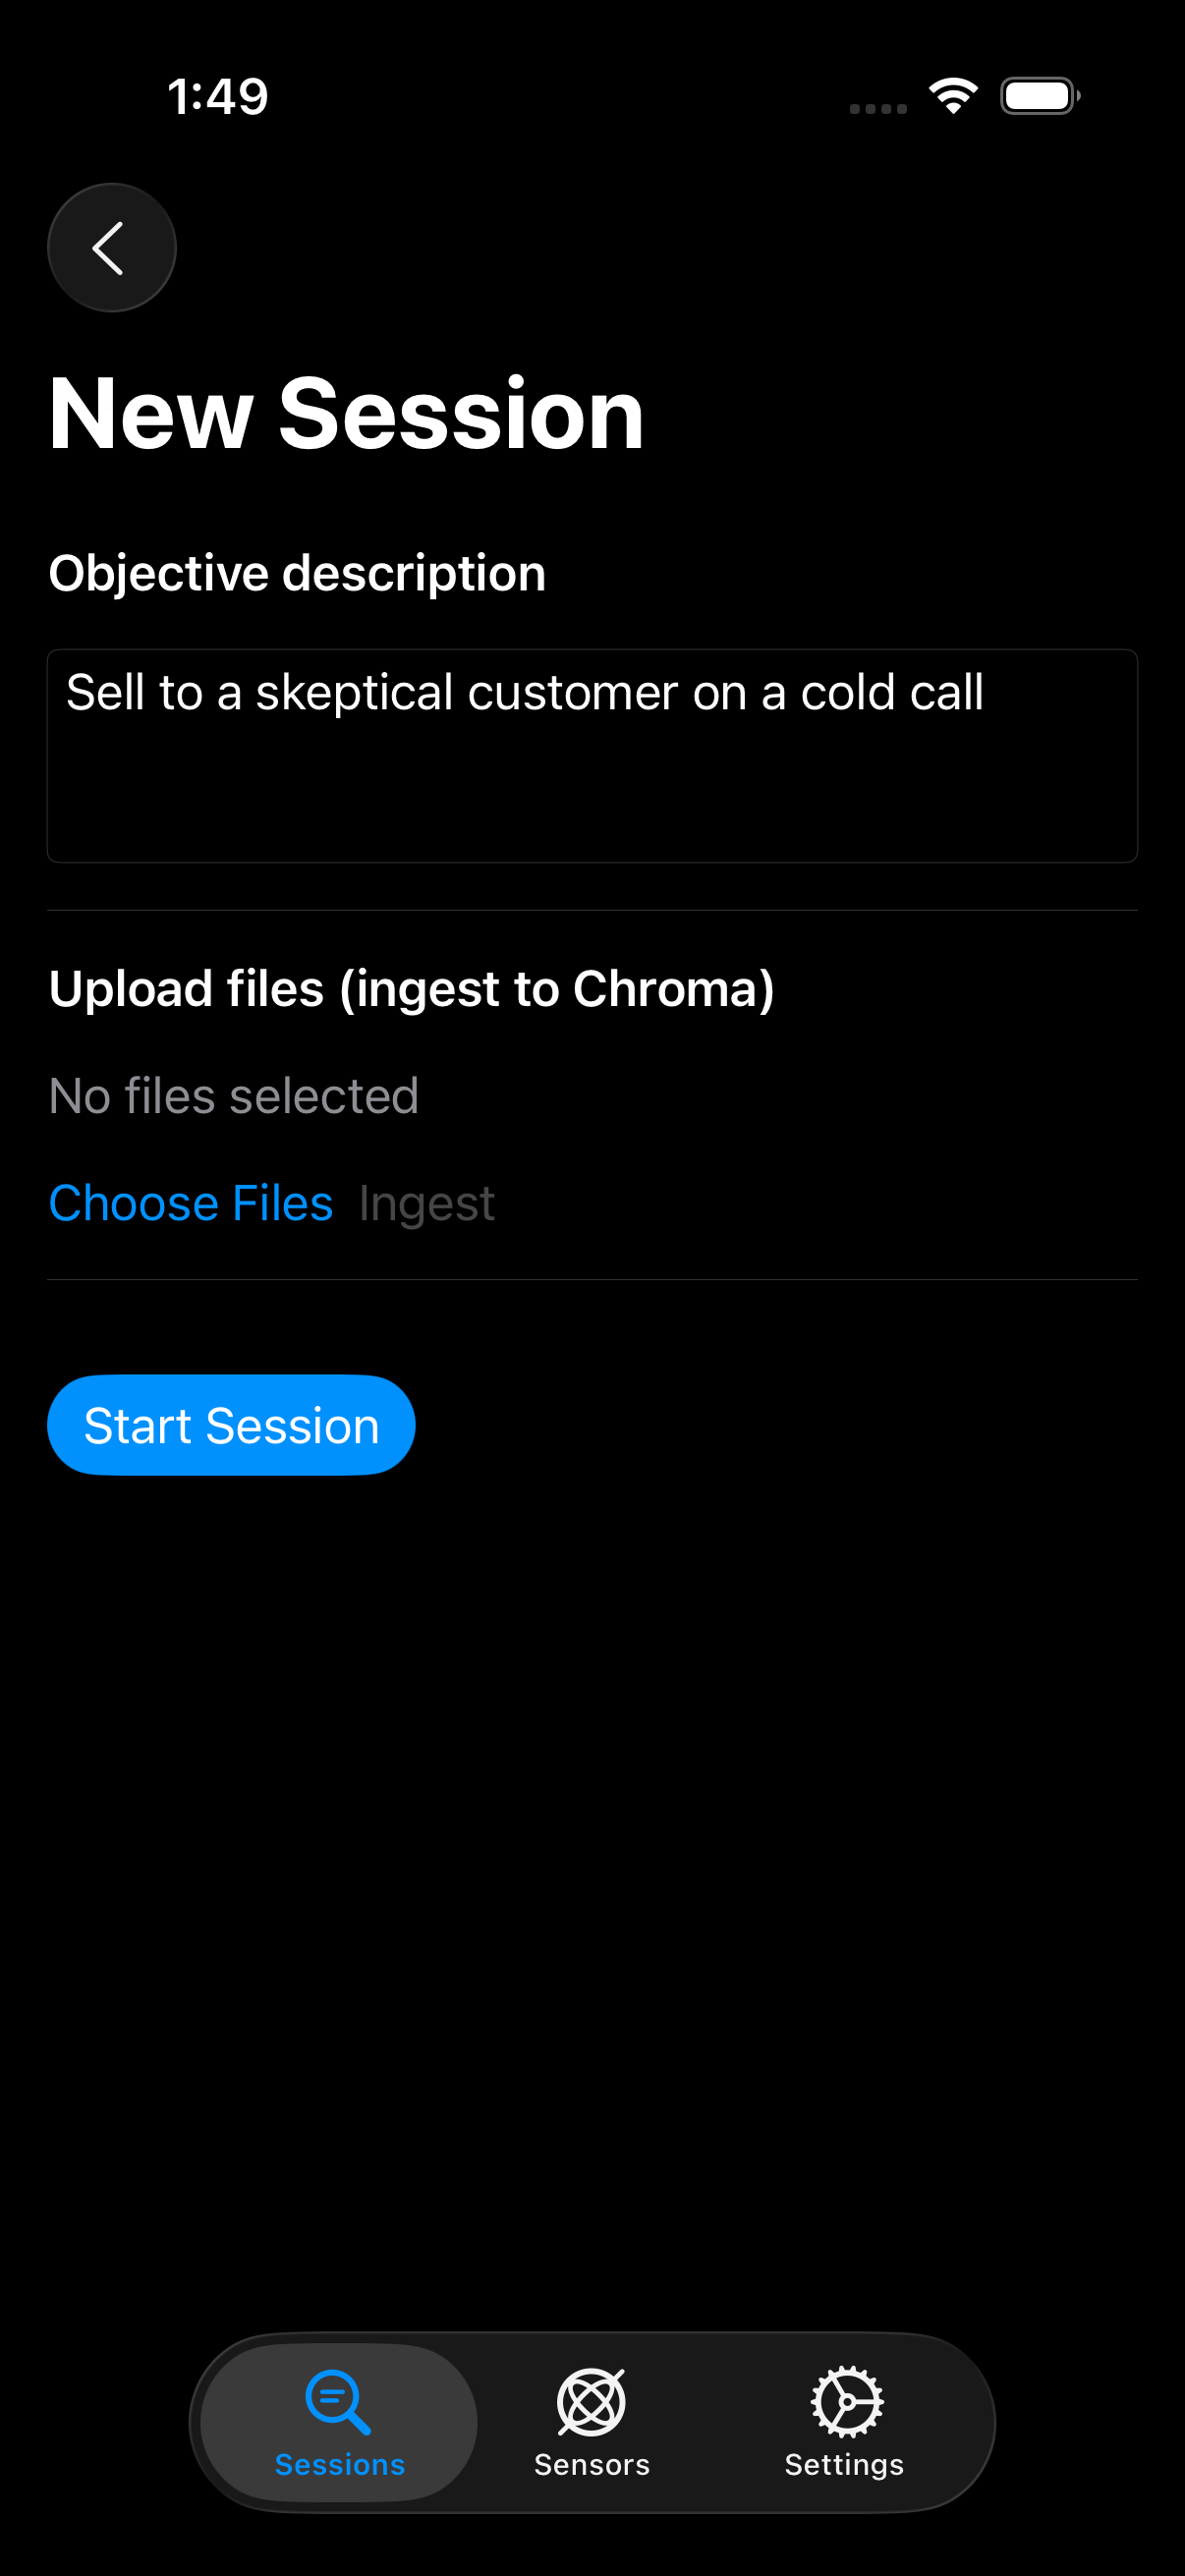 1:49
New Session
Objective description
Sell to a skeptical customer on a cold call
Upload files (ingest to Chroma)
No files selected
Choose Files Ingest
Start Session
Sessions Sensors Settings